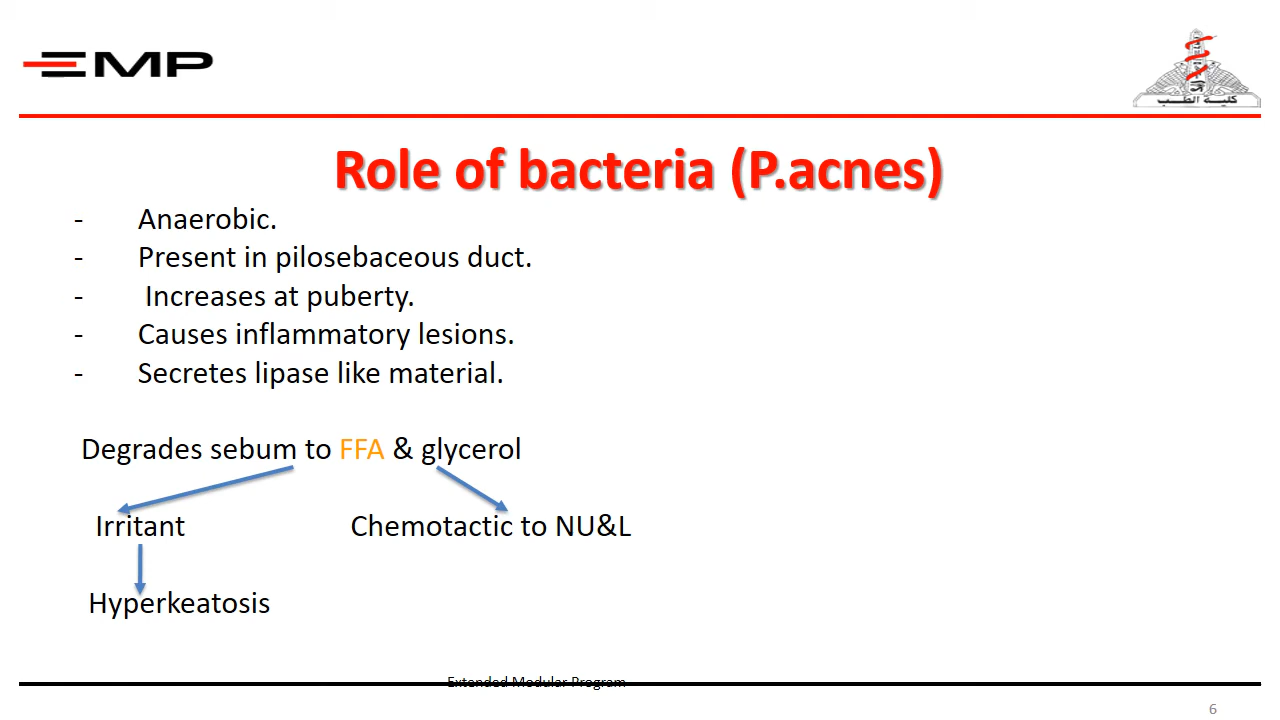 EMP
كلية الطب
Role of bacteria (P.acnes)
- Anaerobic.
- Present in pilosebaceous duct.
- Increases at puberty.
- Causes inflammatory lesions.
- Secretes lipase like material.
Degrades sebum to FFA & glycerol
Irritant Chemotactic to NU&L
Hyperkeatosis
Extended Modular Program
6